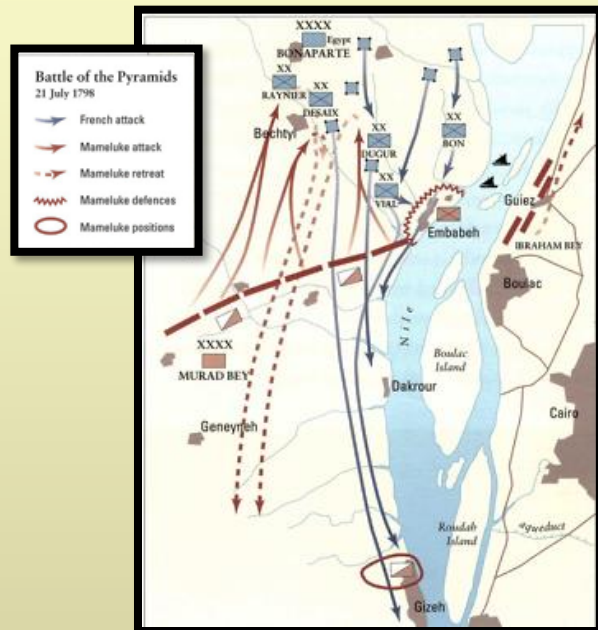 Battle of the Pyramids
21 July 1798
French attack
Mameluke attack
Mameluke retreat
Mameluke defences
Mameluke positions
XXXX
Egypt
BONAPARTE
XX
RAYNIER
XX
DESAIX
Bechtyl
XX
DUGUR
XX
BON
XX
VIAL
Embabeh
Guiez
IBRAHAM BEY
Boulac
XXXX
MURAD BEY
Nile
Boulac
Island
Dakrour
Geneyneh
Cairo
Roudah
Island
aqueduct
Gizeh